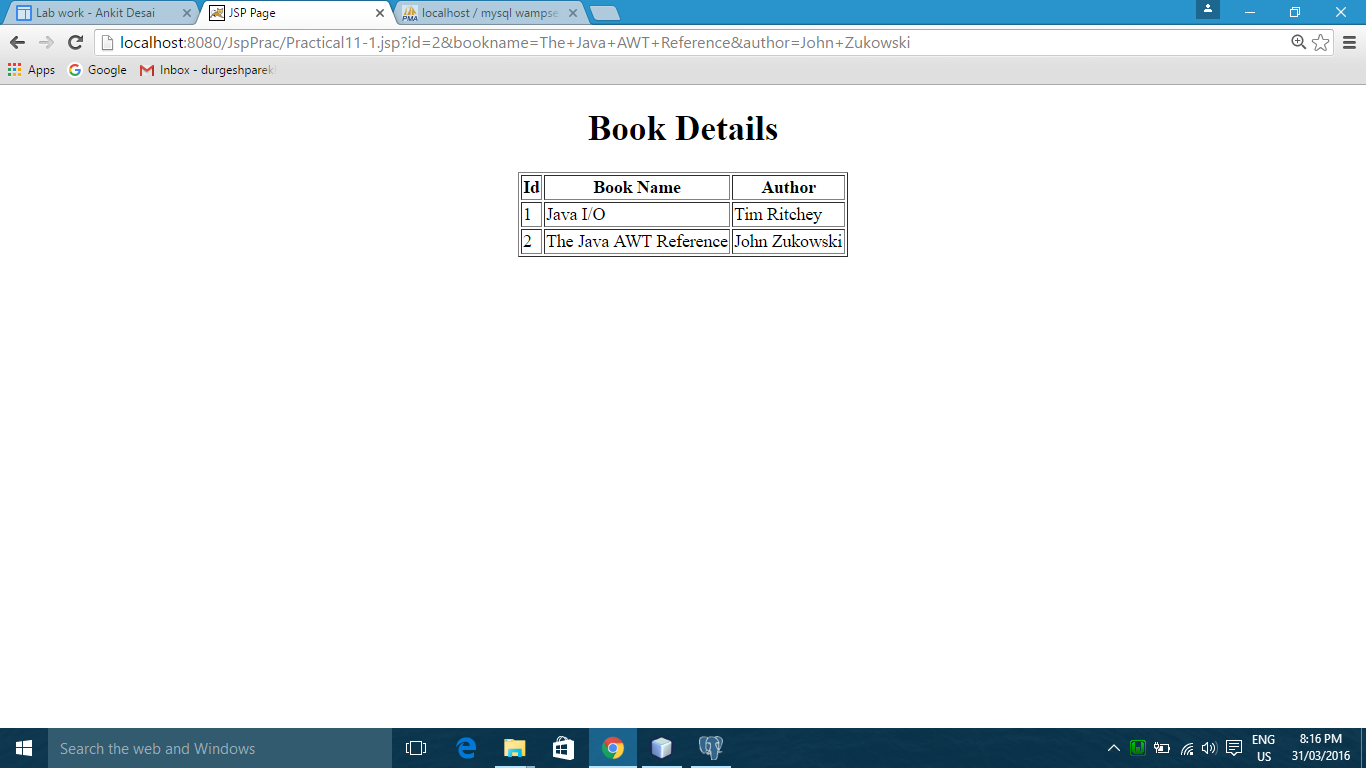 Lab work - Ankit Desai
JSP Page
localhost / mysql wampse
localhost:8080/JspPrac/Practical11-1.jsp?id=2&bookname=The+Java+AWT+Reference&author=John+Zukowski
Apps
Google
Inbox - durgeshparek
Book Details
Id Book Name Author
1 Java I/O Tim Ritchey
2 The Java AWT Reference John Zukowski
Search the web and Windows
ENG
US
8:16 PM
31/03/2016